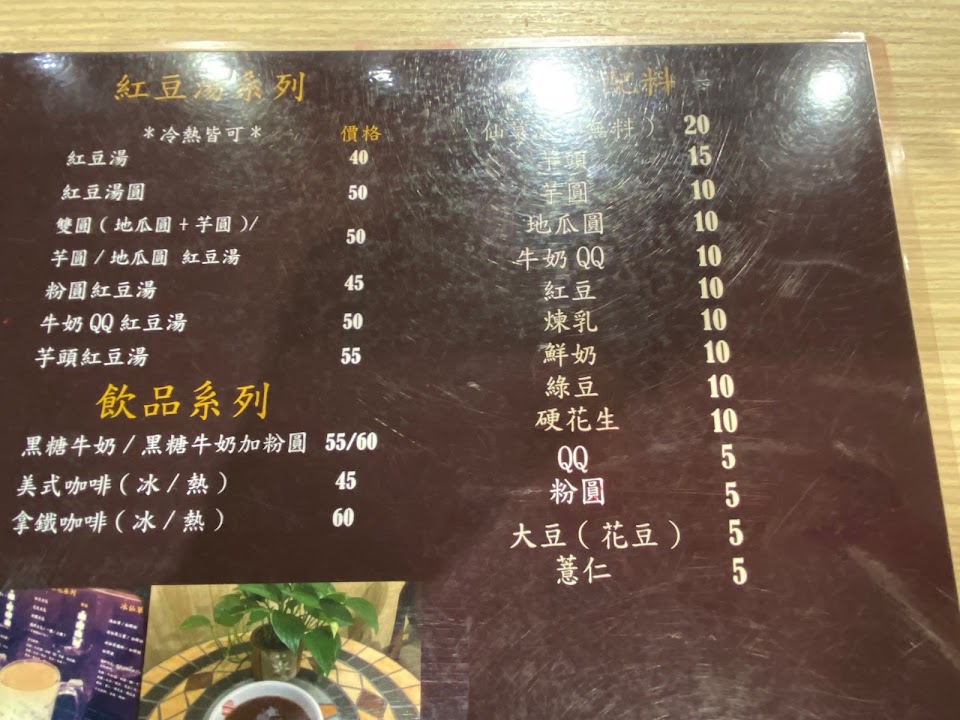 紅豆湯系列
*冷熱皆可* 價格
紅豆湯 40
紅豆湯圓 50
雙圓(地瓜圓+芋圓)/
芋圓/地瓜圓 紅豆湯 50
粉圓紅豆湯 45
牛奶QQ紅豆湯 50
芋頭紅豆湯 55
飲品系列
黑糖牛奶/黑糖牛奶加粉圓 55/60
美式咖啡(冰/熱) 45
拿鐵咖啡(冰/熱) 60
配料
仙草 無料) 20
芋頭 15
芋圓 10
地瓜圓 10
牛奶QQ 10
紅豆 10
煉乳 10
鮮奶 10
綠豆 10
硬花生 10
QQ 5
粉圓 5
大豆(花豆) 5
薏仁 5